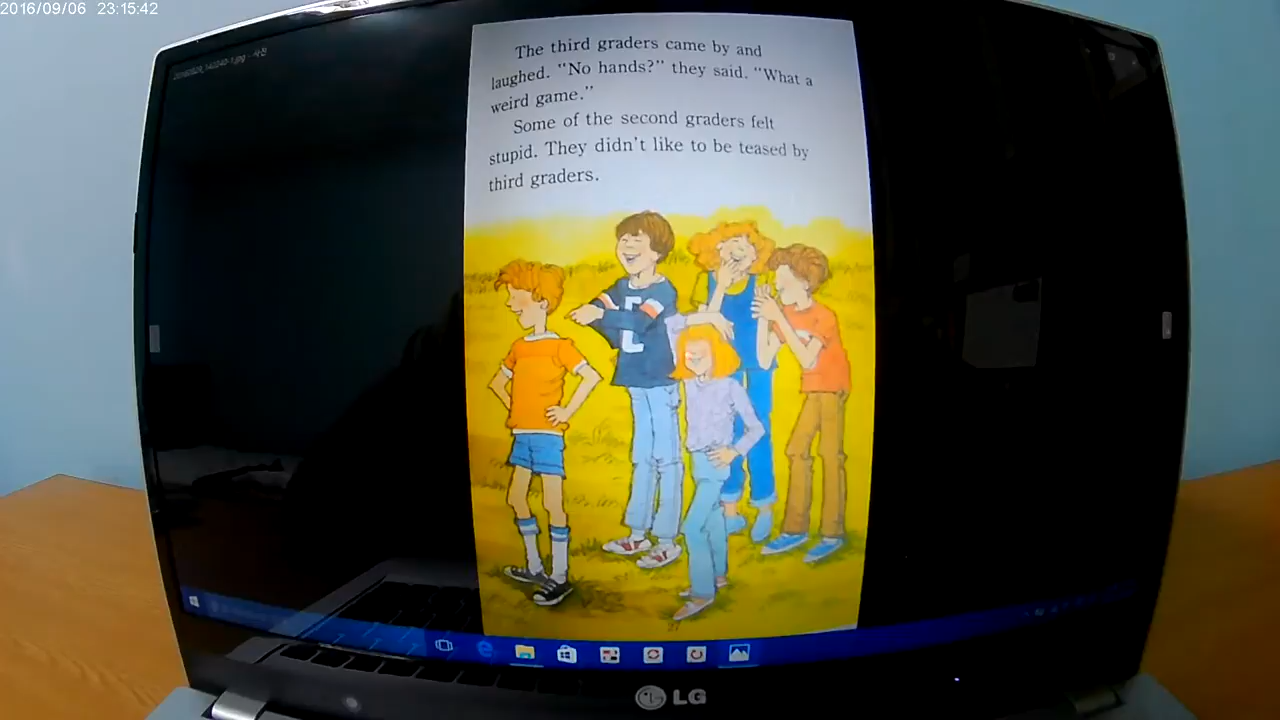 2016/09/06 23:15:42
The third graders came by and
laughed. "No hands?" they said. "What a
weird game."
Some of the second graders felt
stupid. They didn't like to be teased by
third graders.
LG